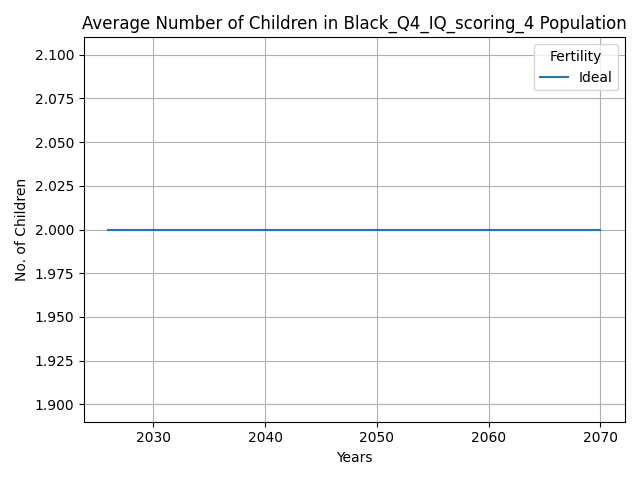 Average Number of Children in Black_Q4_IQ_scoring_4 Population
Fertility
Ideal
No. of Children
2.100
2.075
2.050
2.025
2.000
1.975
1.950
1.925
1.900
2030 2040 2050 2060 2070
Years